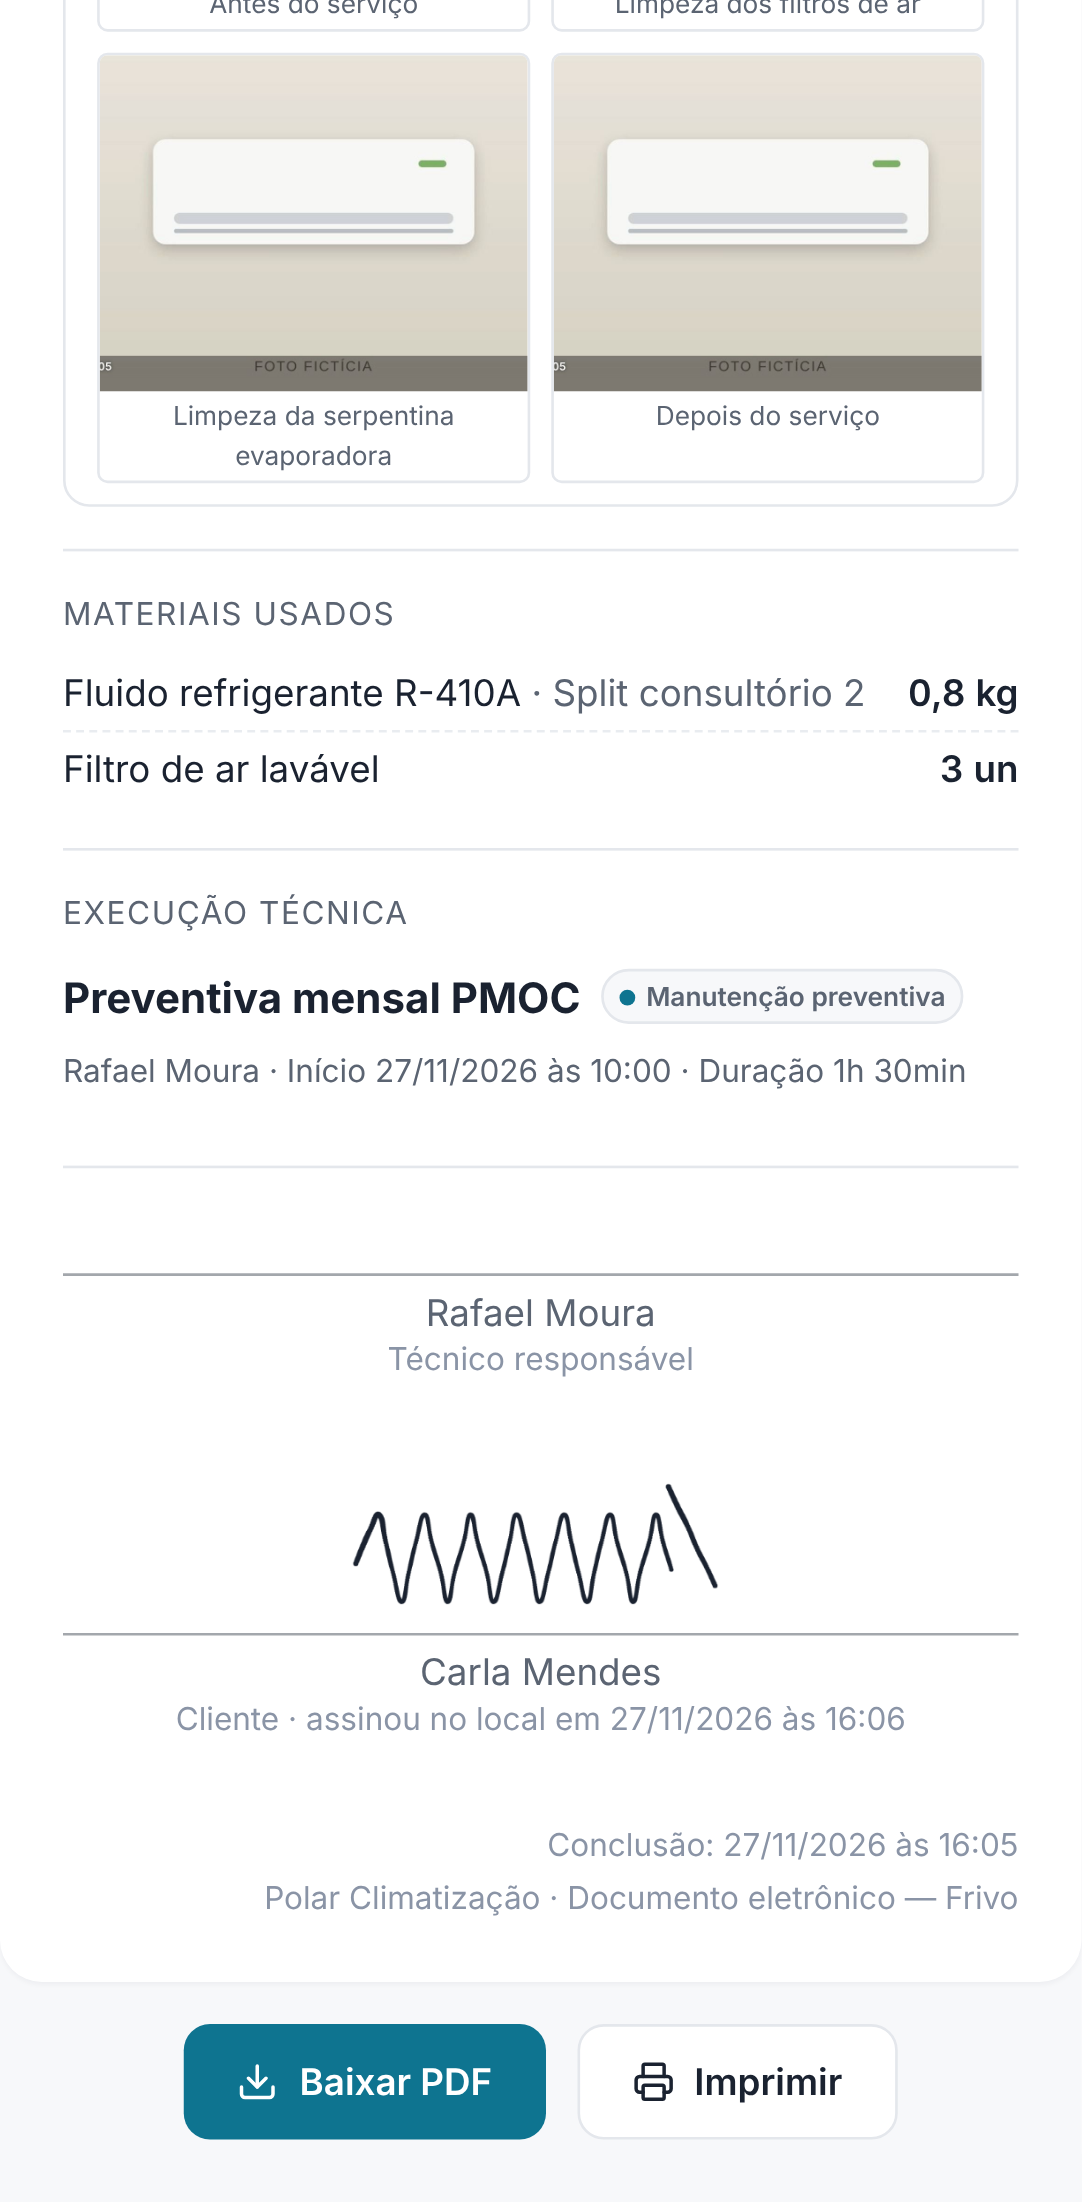 Antes do serviço
Limpeza dos filtros de ar
05
FOTO FICTÍCIA
05
FOTO FICTÍCIA
Limpeza da serpentina
evaporadora
Depois do serviço
MATERIAIS USADOS
Fluido refrigerante R-410A · Split consultório 2 0,8 kg
Filtro de ar lavável 3 un
EXECUÇÃO TÉCNICA
Preventiva mensal PMOC Manutenção preventiva
Rafael Moura · Início 27/11/2026 às 10:00 · Duração 1h 30min
Rafael Moura
Técnico responsável
Carla Mendes
Cliente · assinou no local em 27/11/2026 às 16:06
Conclusão: 27/11/2026 às 16:05
Polar Climatização · Documento eletrônico — Frivo
Baixar PDF
Imprimir